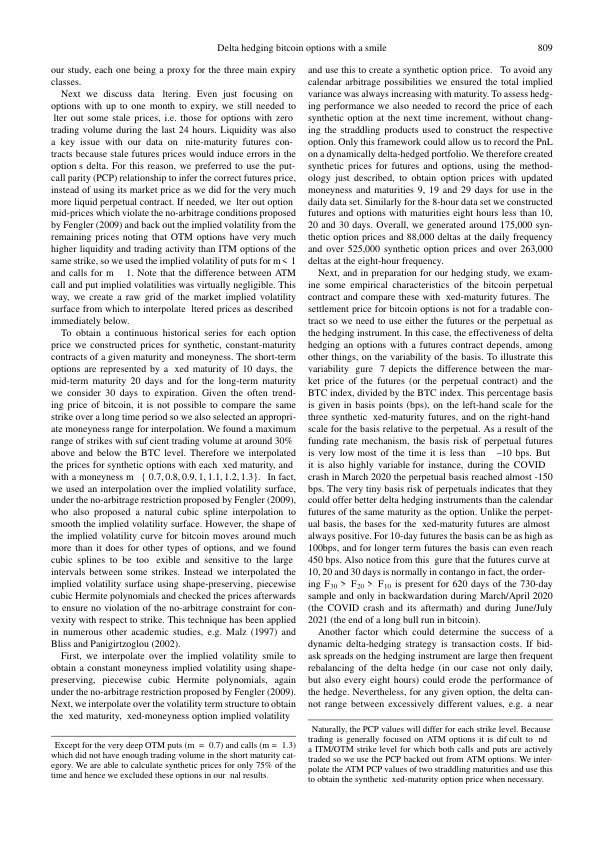 Delta hedging bitcoin options with a smile
809
our study, each one being a proxy for the three main expiry
classes.
Next we discuss data ltering. Even just focusing on
options with up to one month to expiry, we still needed to
lter out some stale prices, i.e. those for options with zero
trading volume during the last 24 hours. Liquidity was also
a key issue with our data on nite-maturity futures con-
tracts because stale futures prices would induce errors in the
option s delta. For this reason, we preferred to use the put-
call parity (PCP) relationship to infer the correct futures price,
instead of using its market price as we did for the very much
more liquid perpetual contract. If needed, we lter out option
mid-prices which violate the no-arbitrage conditions proposed
by Fengler (2009) and back out the implied volatility from the
remaining prices noting that OTM options have very much
higher liquidity and trading activity than ITM options of the
same strike, so we used the implied volatility of puts for m < 1
and calls for m 1. Note that the difference between ATM
call and put implied volatilities was virtually negligible. This
way, we create a raw grid of the market implied volatility
surface from which to interpolate ltered prices as described
immediately below.
To obtain a continuous historical series for each option
price we constructed prices for synthetic, constant-maturity
contracts of a given maturity and moneyness. The short-term
options are represented by a xed maturity of 10 days, the
mid-term maturity 20 days and for the long-term maturity
we consider 30 days to expiration. Given the often trend-
ing price of bitcoin, it is not possible to compare the same
strike over a long time period so we also selected an appropri-
ate moneyness range for interpolation. We found a maximum
range of strikes with suf cient trading volume at around 30%
above and below the BTC level. Therefore we interpolated
the prices for synthetic options with each xed maturity, and
with a moneyness m { 0.7, 0.8, 0.9, 1, 1.1, 1.2, 1.3}. In fact,
we used an interpolation over the implied volatility surface,
under the no-arbitrage restriction proposed by Fengler (2009),
who also proposed a natural cubic spline interpolation to
smooth the implied volatility surface. However, the shape of
the implied volatility curve for bitcoin moves around much
more than it does for other types of options, and we found
cubic splines to be too exible and sensitive to the large
intervals between some strikes. Instead we interpolated the
implied volatility surface using shape-preserving, piecewise
cubic Hermite polynomials and checked the prices afterwards
to ensure no violation of the no-arbitrage constraint for con-
vexity with respect to strike. This technique has been applied
in numerous other academic studies, e.g. Malz (1997) and
Bliss and Panigirtzoglou (2002).
First, we interpolate over the implied volatility smile to
obtain a constant moneyness implied volatility using shape-
preserving, piecewise cubic Hermite polynomials, again
under the no-arbitrage restriction proposed by Fengler (2009).
Next, we interpolate over the volatility term structure to obtain
the xed maturity, xed-moneyness option implied volatility
Except for the very deep OTM puts (m = 0.7) and calls (m = 1.3)
which did not have enough trading volume in the short maturity cat-
egory. We are able to calculate synthetic prices for only 75% of the
time and hence we excluded these options in our nal results.
and use this to create a synthetic option price. To avoid any
calendar arbitrage possibilities we ensured the total implied
variance was always increasing with maturity. To assess hedg-
ing performance we also needed to record the price of each
synthetic option at the next time increment, without chang-
ing the straddling products used to construct the respective
option. Only this framework could allow us to record the PnL
on a dynamically delta-hedged portfolio. We therefore created
synthetic prices for futures and options, using the method-
ology just described, to obtain option prices with updated
moneyness and maturities 9, 19 and 29 days for use in the
daily data set. Similarly for the 8-hour data set we constructed
futures and options with maturities eight hours less than 10,
20 and 30 days. Overall, we generated around 175,000 syn-
thetic option prices and 88,000 deltas at the daily frequency
and over 525,000 synthetic option prices and over 263,000
deltas at the eight-hour frequency.
Next, and in preparation for our hedging study, we exam-
ine some empirical characteristics of the bitcoin perpetual
contract and compare these with xed-maturity futures. The
settlement price for bitcoin options is not for a tradable con-
tract so we need to use either the futures or the perpetual as
the hedging instrument. In this case, the effectiveness of delta
hedging an options with a futures contract depends, among
other things, on the variability of the basis. To illustrate this
variability gure 7 depicts the difference between the mar-
ket price of the futures (or the perpetual contract) and the
BTC index, divided by the BTC index. This percentage basis
is given in basis points (bps), on the left-hand scale for the
three synthetic xed-maturity futures, and on the right-hand
scale for the basis relative to the perpetual. As a result of the
funding rate mechanism, the basis risk of perpetual futures
is very low most of the time it is less than –10 bps. But
it is also highly variable for instance, during the COVID
crash in March 2020 the perpetual basis reached almost -150
bps. The very tiny basis risk of perpetuals indicates that they
could offer better delta hedging instruments than the calendar
futures of the same maturity as the option. Unlike the perpet-
ual basis, the bases for the xed-maturity futures are almost
always positive. For 10-day futures the basis can be as high as
100bps, and for longer term futures the basis can even reach
450 bps. Also notice from this gure that the futures curve at
10, 20 and 30 days is normally in contango in fact, the order-
ing F30 > F20 > F10 is present for 620 days of the 730-day
sample and only in backwardation during March/April 2020
(the COVID crash and its aftermath) and during June/July
2021 (the end of a long bull run in bitcoin).
Another factor which could determine the success of a
dynamic delta-hedging strategy is transaction costs. If bid-
ask spreads on the hedging instrument are large then frequent
rebalancing of the delta hedge (in our case not only daily,
but also every eight hours) could erode the performance of
the hedge. Nevertheless, for any given option, the delta can-
not range between excessively different values, e.g. a near
Naturally, the PCP values will differ for each strike level. Because
trading is generally focused on ATM options it is dif cult to nd
a ITM/OTM strike level for which both calls and puts are actively
traded so we use the PCP backed out from ATM options. We inter-
polate the ATM PCP values of two straddling maturities and use this
to obtain the synthetic xed-maturity option price when necessary.